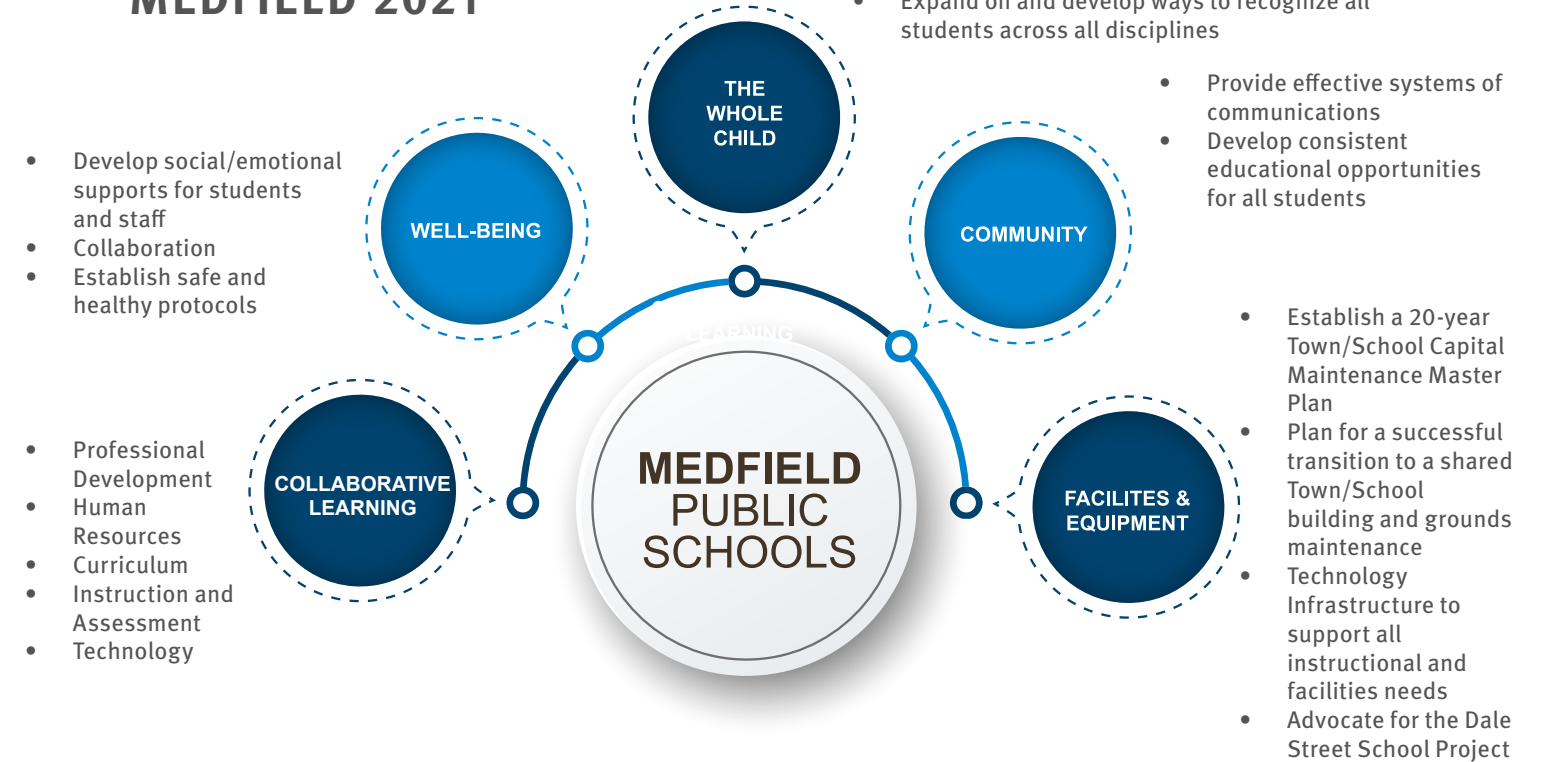 MEDFIELD 2021
• Expand on and develop ways to recognize all
students across all disciplines
THE
WHOLE
CHILD
• Provide effective systems of
communications
• Develop consistent
educational opportunities
for all students
• Develop social/emotional
supports for students
and staff
• Collaboration
• Establish safe and
healthy protocols
WELL-BEING
COMMUNITY
LEARNING
• Establish a 20-year
Town/School Capital
Maintenance Master
Plan
• Plan for a successful
transition to a shared
Town/School
building and grounds
maintenance
• Technology
Infrastructure to
support all
instructional and
facilities needs
• Advocate for the Dale
Street School Project
• Professional
Development
• Human
Resources
• Curriculum
• Instruction and
Assessment
• Technology
COLLABORATIVE
LEARNING
MEDFIELD
PUBLIC
SCHOOLS
FACILITES &
EQUIPMENT